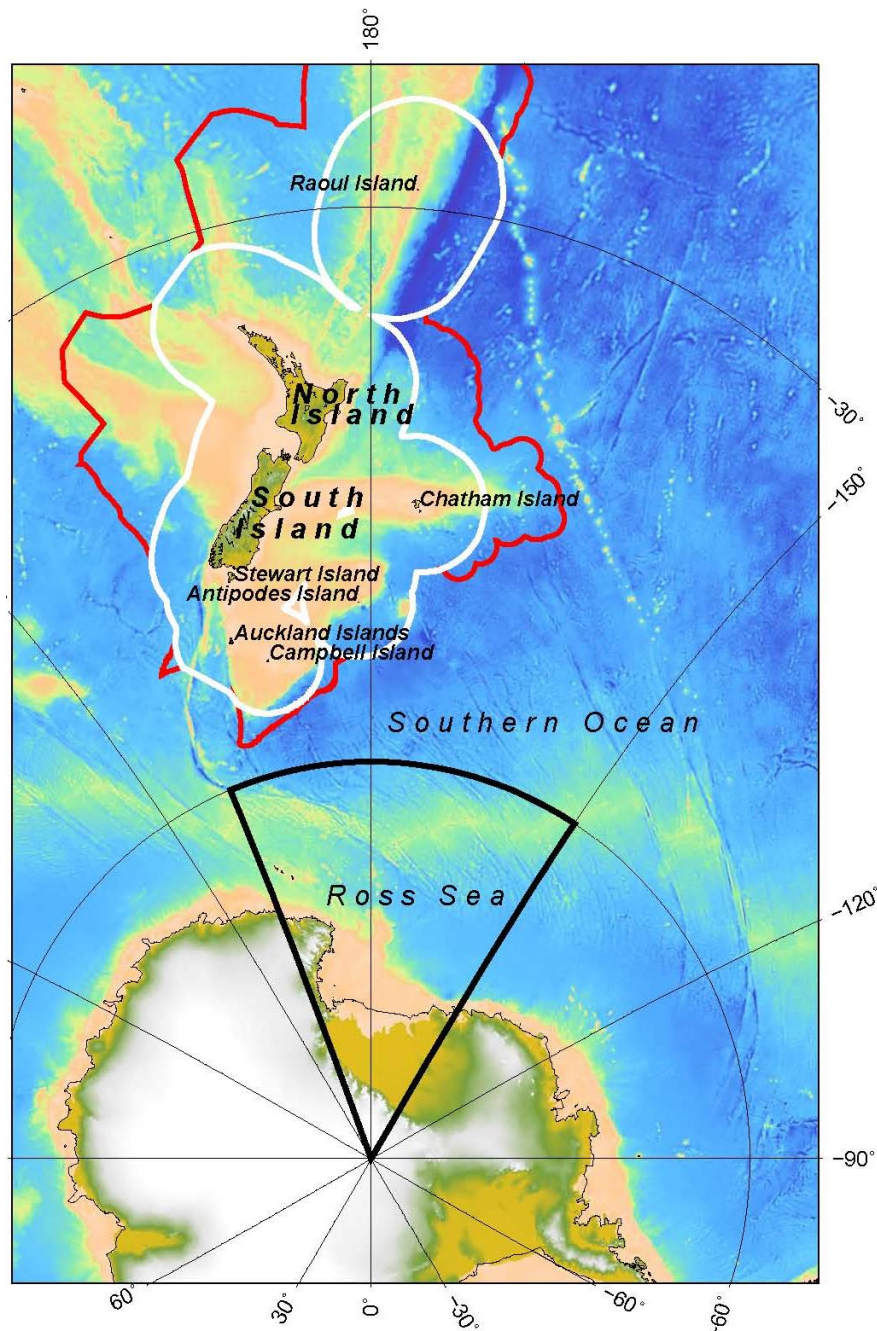 180°
Raoul Island
North
Island
-30°
-150°
South
Island
Chatham Island
Stewart Island
Antipodes Island
Auckland Islands
Campbell Island
Southern Ocean
Ross Sea
-120°
-90°
60°
30°
0
-30°
-60°
-60°